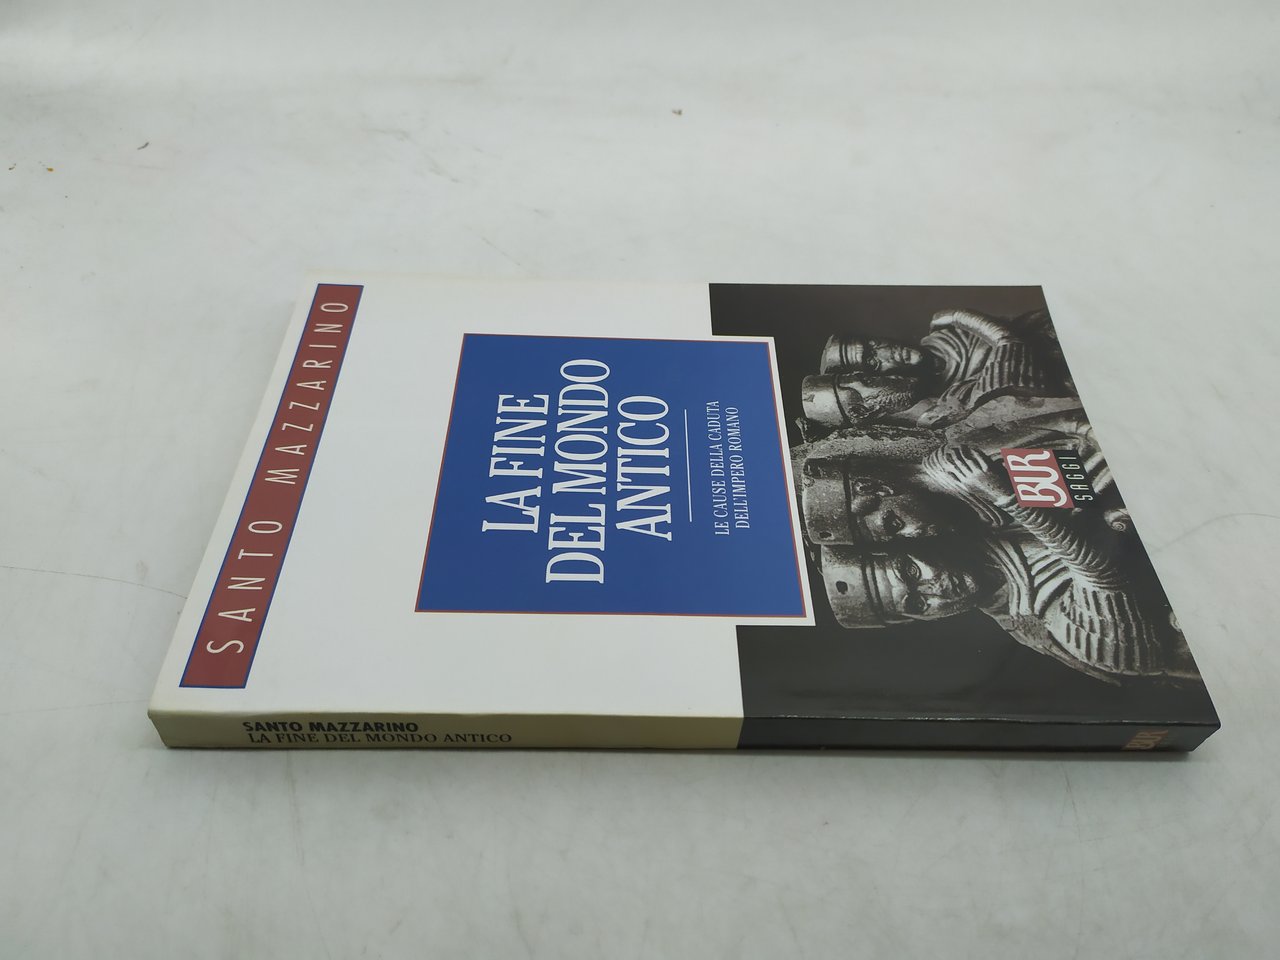 SANTO MAZZARINO
LA FINE
DEL MONDO
ANTICO
LE CAUSE DELLA CADUTA
DELL'IMPERO ROMANO
BUR
SAGGI
SANTO MAZZARINO
LA FINE DEL MONDO ANTICO
BUR